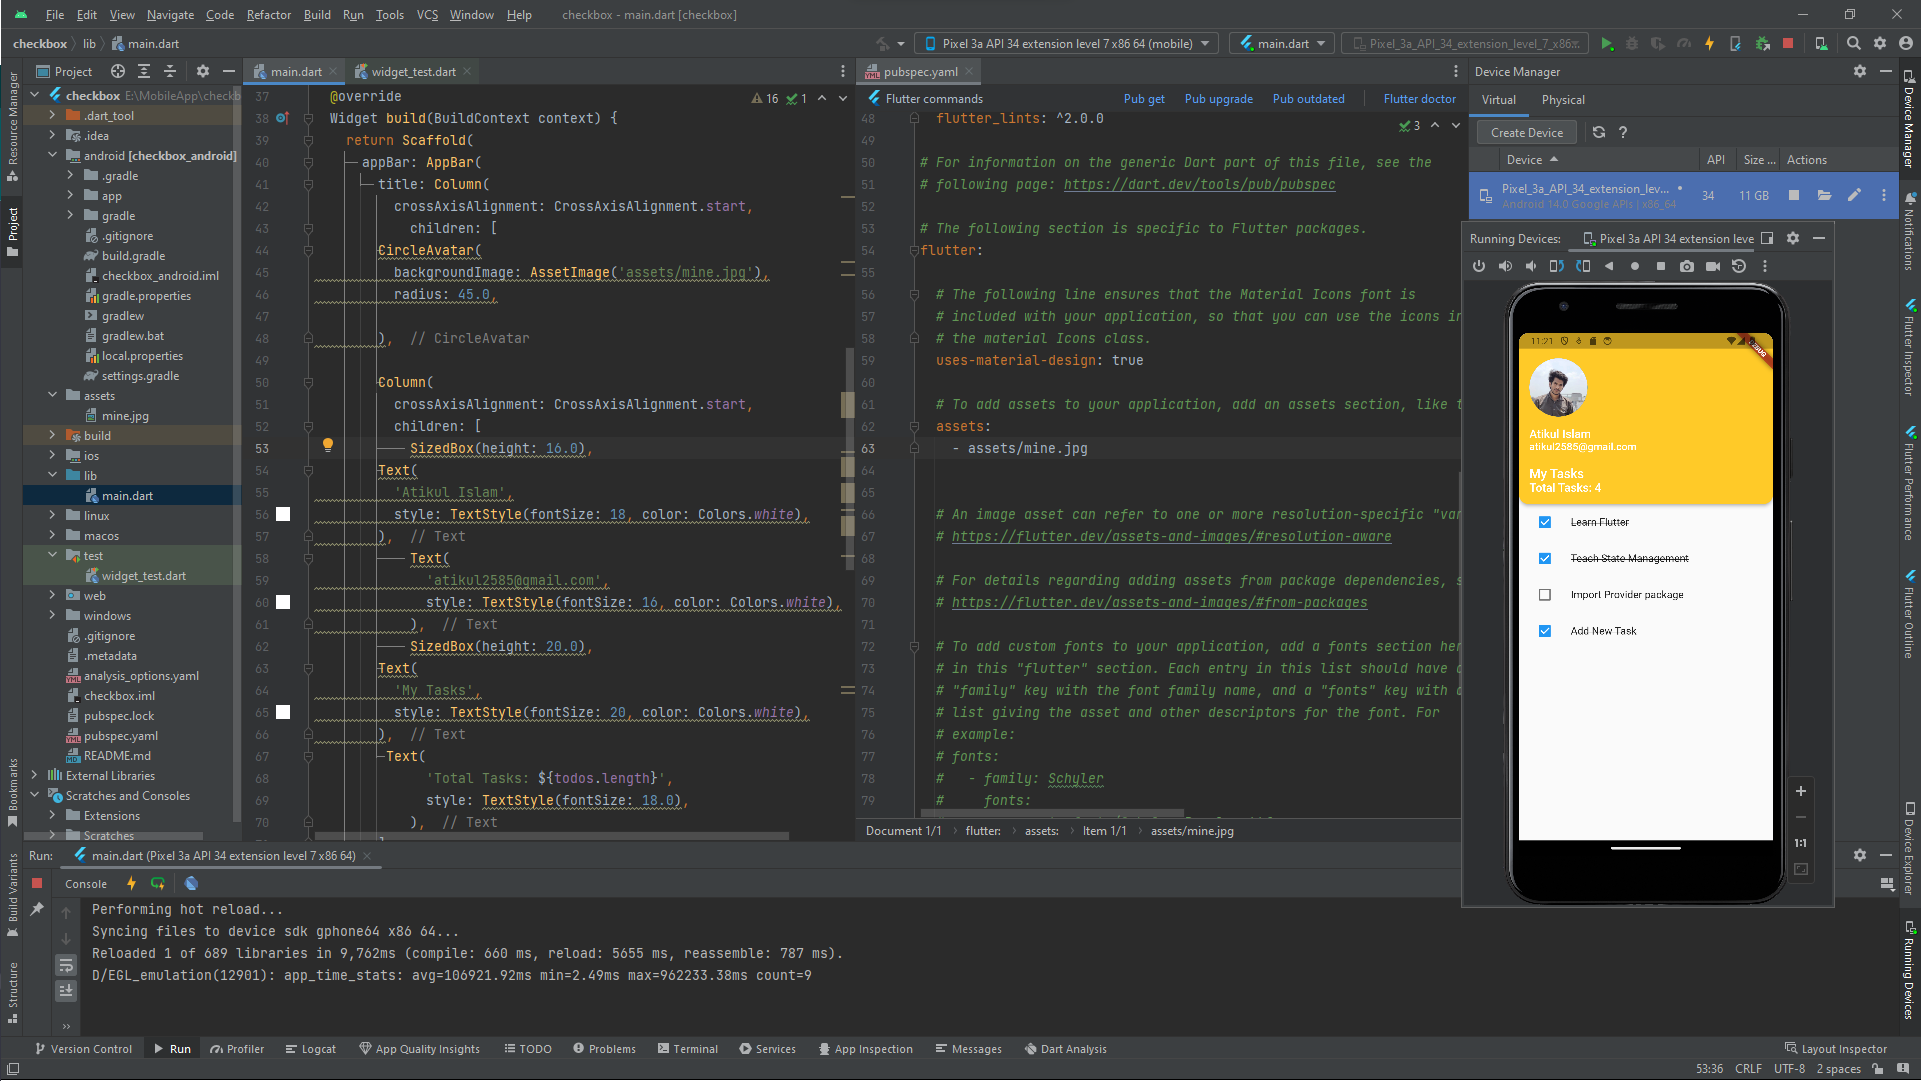 File Edit View Navigate Code Refactor Build Run Tools VCS Window Help checkbox - main.dart [checkbox]
checkbox lib main.dart
Pixel 3a API 34 extension level 7 x86 64 (mobile) main.dart Pixel_3a_API_34_extension_level_7_x86...
Project
main.dart widget_test.dart
pubspec.yaml
Device Manager
checkbox E:\MobileApp\checkb
.dart_tool
.idea
android [checkbox_android]
.gradle
app
gradle
.gitignore
build.gradle
checkbox_android.iml
gradle.properties
gradlew
gradlew.bat
local.properties
settings.gradle
assets
mine.jpg
build
ios
lib
main.dart
linux
macos
test
widget_test.dart
web
windows
.gitignore
.metadata
analysis_options.yaml
checkbox.iml
pubspec.lock
pubspec.yaml
README.md
External Libraries
Scratches and Consoles
Extensions
Scratches
16 1
37 @override
38 Widget build(BuildContext context) {
39 return Scaffold(
40 appBar: AppBar(
41 title: Column(
42 crossAxisAlignment: CrossAxisAlignment.start,
43 children: [
44 CircleAvatar(
45 backgroundImage: AssetImage('assets/mine.jpg'),
46 radius: 45.0,
47
48 ), // CircleAvatar
49
50 Column(
51 crossAxisAlignment: CrossAxisAlignment.start,
52 children: [
53 SizedBox(height: 16.0),
54 Text(
55 'Atikul Islam',
56 style: TextStyle(fontSize: 18, color: Colors.white),
57 ), // Text
58 Text(
59 'atikul2585@gmail.com',
60 style: TextStyle(fontSize: 16, color: Colors.white),
61 ), // Text
62 SizedBox(height: 20.0),
63 Text(
64 'My Tasks',
65 style: TextStyle(fontSize: 20, color: Colors.white),
66 ), // Text
67 Text(
68 'Total Tasks: ${todos.length}',
69 style: TextStyle(fontSize: 18.0),
70 ), // Text
Flutter commands Pub get Pub upgrade Pub outdated Flutter doctor
3
48 flutter_lints: ^2.0.0
49
50 # For information on the generic Dart part of this file, see the
51 # following page: https://dart.dev/tools/pub/pubspec
52
53 # The following section is specific to Flutter packages.
54 flutter:
55
56 # The following line ensures that the Material Icons font is
57 # included with your application, so that you can use the icons in
58 # the material Icons class.
59 uses-material-design: true
60
61 # To add assets to your application, add an assets section, like t
62 assets:
63 - assets/mine.jpg
64
65
66 # An image asset can refer to one or more resolution-specific "var
67 # https://flutter.dev/assets-and-images/#resolution-aware
68
69 # For details regarding adding assets from package dependencies, s
70 # https://flutter.dev/assets-and-images/#from-packages
71
72 # To add custom fonts to your application, add a fonts section her
73 # in this "flutter" section. Each entry in this list should have a
74 # "family" key with the font family name, and a "fonts" key with a
75 # list giving the asset and other descriptors for the font. For
76 # example:
77 # fonts:
78 # - family: Schyler
79 # fonts:
Document 1/1 flutter: assets: Item 1/1 assets/mine.jpg
Virtual Physical
Create Device ?
Device API Size ... Actions
Pixel_3a_API_34_extension_lev... 34 11 GB
Android 14.0 Google APIs | x86_64
Running Devices: Pixel 3a API 34 extension leve
11:21
DEBUG
Atikul Islam
atikul2585@gmail.com
My Tasks
Total Tasks: 4
Learn Flutter
Teach State Management
Import Provider package
Add New Task
1:1
Run: main.dart (Pixel 3a API 34 extension level 7 x86 64)
Console
Performing hot reload...
Syncing files to device sdk gphone64 x86 64...
Reloaded 1 of 689 libraries in 9,762ms (compile: 660 ms, reload: 5655 ms, reassemble: 787 ms).
D/EGL_emulation(12901): app_time_stats: avg=106921.92ms min=2.49ms max=962233.38ms count=9
Version Control Run Profiler Logcat App Quality Insights TODO Problems Terminal Services App Inspection Messages Dart Analysis Layout Inspector
53:36 CRLF UTF-8 2 spaces
Resource Manager
Project
Bookmarks
Build Variants
Structure
Device Manager
Notifications
Flutter Inspector
Flutter Performance
Flutter Outline
Device Explorer
Running Devices